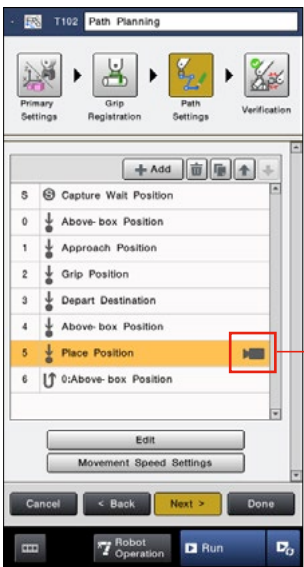 T102 Path Planning
Primary Settings
Grip Registration
Path Settings
Verification
Add
S Capture Wait Position
0 Above- box Position
1 Approach Position
2 Grip Position
3 Depart Destination
4 Above- box Position
5 Place Position
6 0:Above- box Position
Edit
Movement Speed Settings
Cancel < Back Next > Done
Robot Operation Run